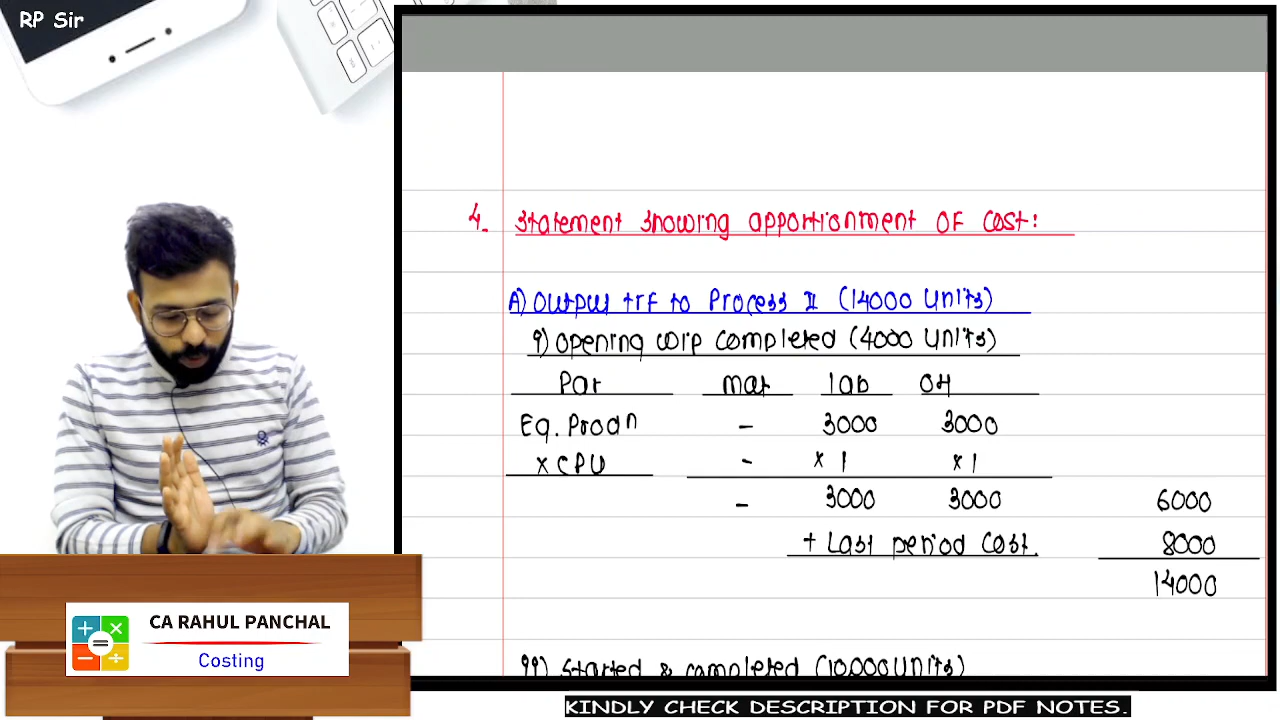 RP Sir
4. Statement showing apportionment of cost:
A) Output trf to Process II (14000 Units)
i) Opening WIP completed (4000 Units)
Par mat lab OH
Eq. Prodn - 3000 3000
x CPU - x 1 x 1
- 3000 3000 6000
+ Last period cost. 8000
14000
ii) Started & completed (10,000 Units)
CA RAHUL PANCHAL
Costing
KINDLY CHECK DESCRIPTION FOR PDF NOTES.